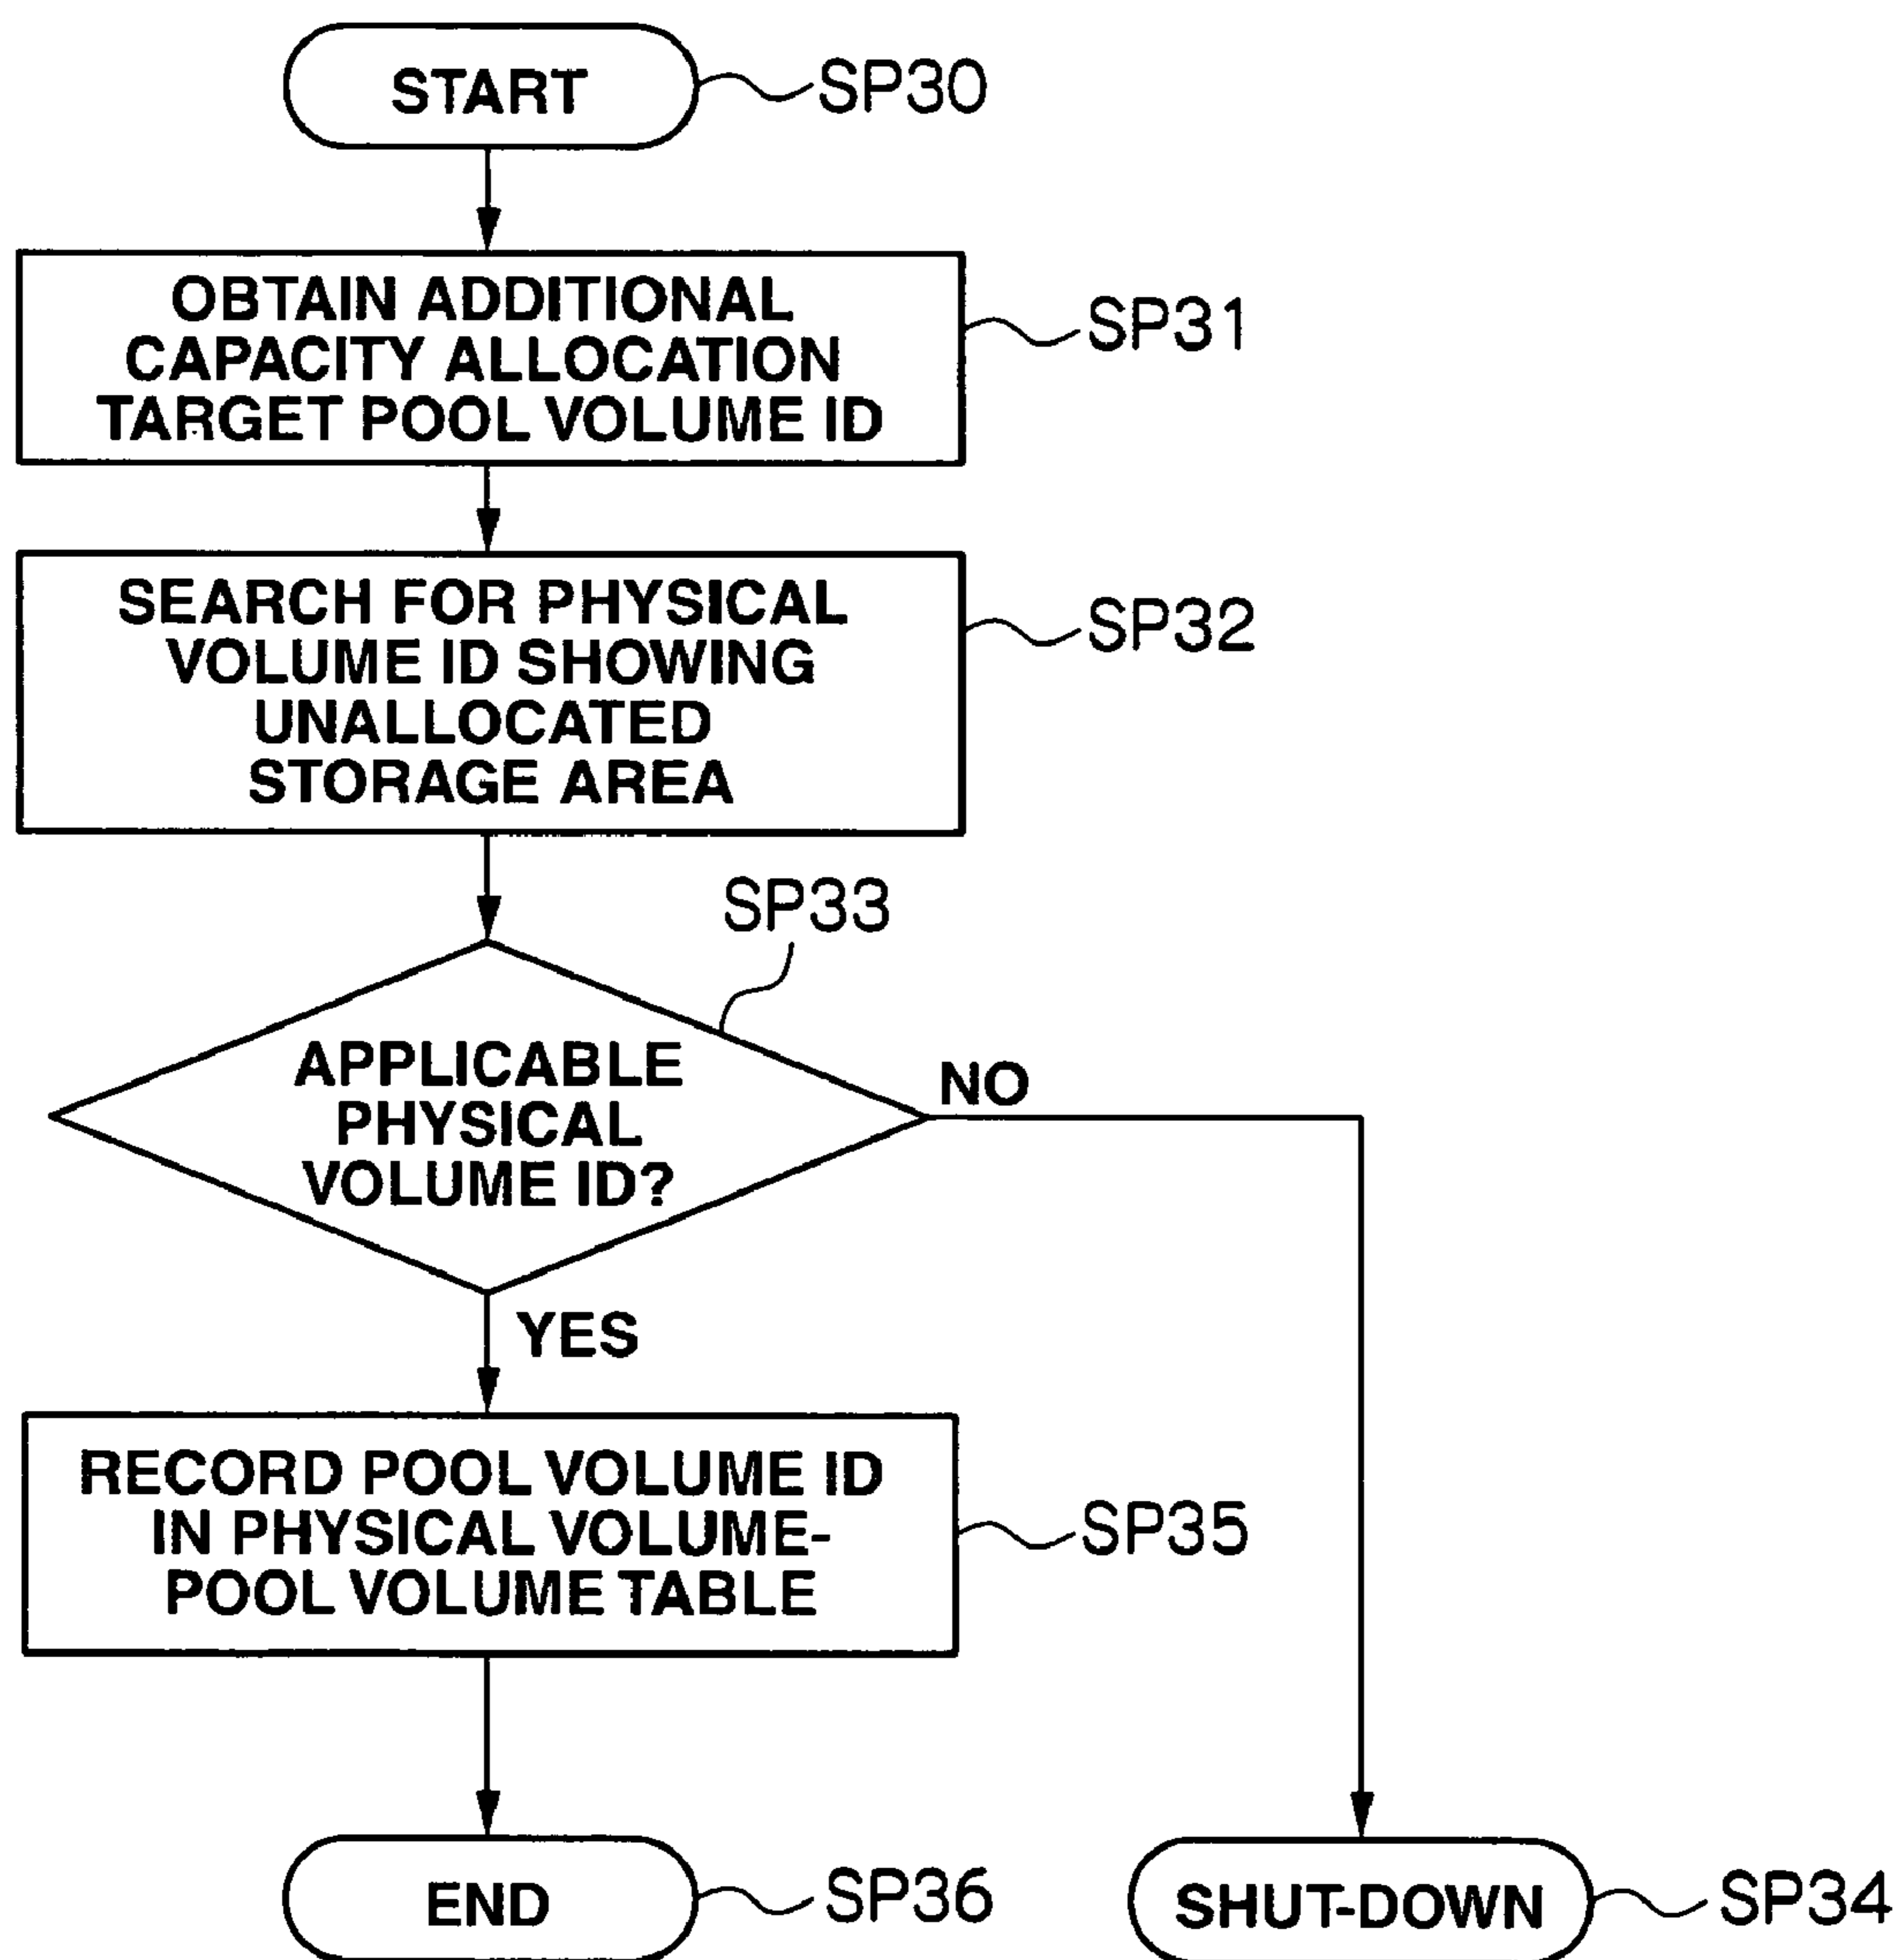 START
SP30
OBTAIN ADDITIONAL
CAPACITY ALLOCATION
TARGET POOL VOLUME ID
SP31
SEARCH FOR PHYSICAL
VOLUME ID SHOWING
UNALLOCATED
STORAGE AREA
SP32
SP33
APPLICABLE
PHYSICAL
VOLUME ID?
NO
YES
RECORD POOL VOLUME ID
IN PHYSICAL VOLUME-
POOL VOLUME TABLE
SP35
END
SP36
SHUT-DOWN
SP34